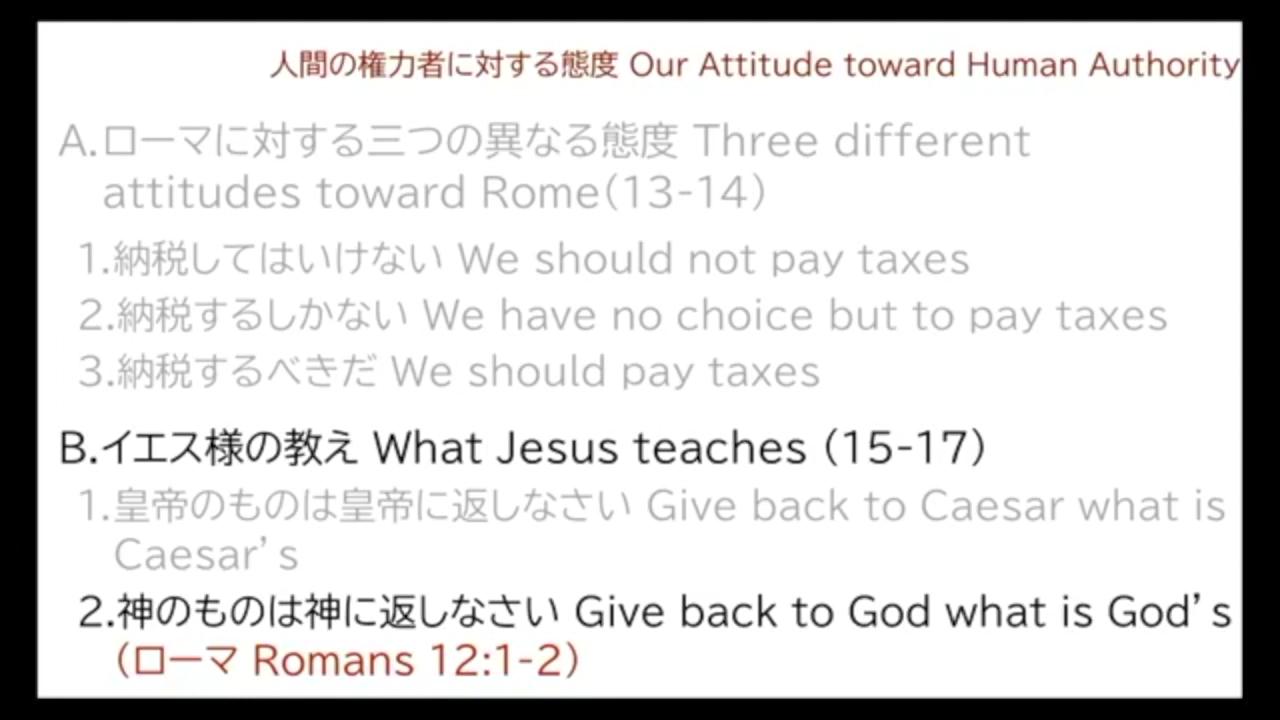 人間の権力者に対する態度 Our Attitude toward Human Authority
A.ローマに対する三つの異なる態度 Three different
attitudes toward Rome(13-14)
1.納税してはいけない We should not pay taxes
2.納税するしかない We have no choice but to pay taxes
3.納税するべきだ We should pay taxes
B.イエス様の教え What Jesus teaches (15-17)
1.皇帝のものは皇帝に返しなさい Give back to Caesar what is
Caesar’s
2.神のものは神に返しなさい Give back to God what is God’s
(ローマ Romans 12:1-2)